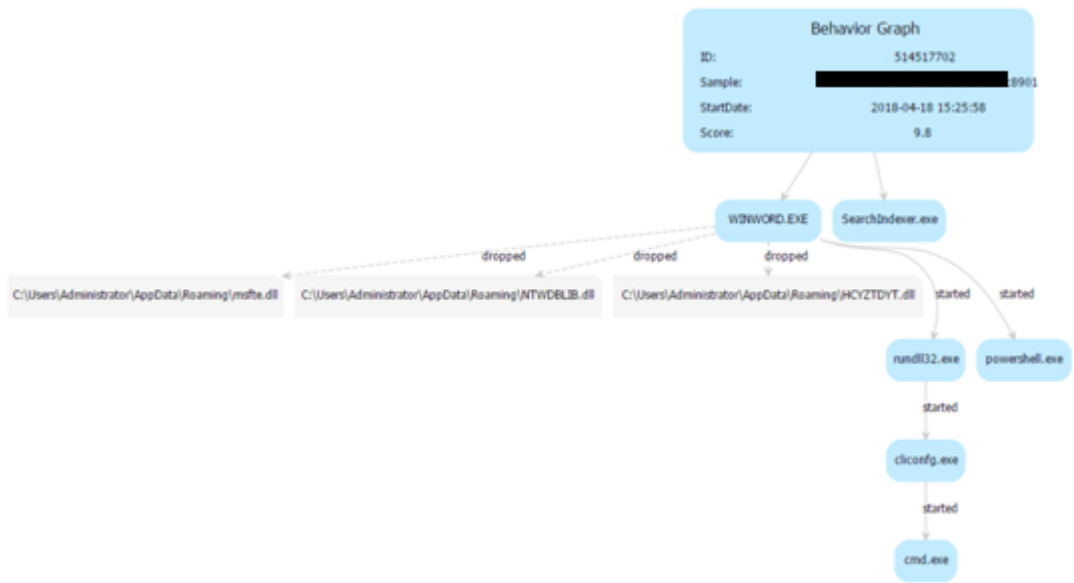 Behavior Graph
ID: 514517702
Sample: :8901
StartDate: 2018-04-18 15:25:58
Score: 9.8
WINWORD.EXE
SearchIndexer.exe
dropped
dropped
dropped
C:\Users\Administrator\AppData\Roaming\msfte.dll
C:\Users\Administrator\AppData\Roaming\NTWDBLIB.dll
C:\Users\Administrator\AppData\Roaming\HCYZTDYT.dll
started
started
rundll32.exe
powershell.exe
started
cliconfg.exe
started
cmd.exe